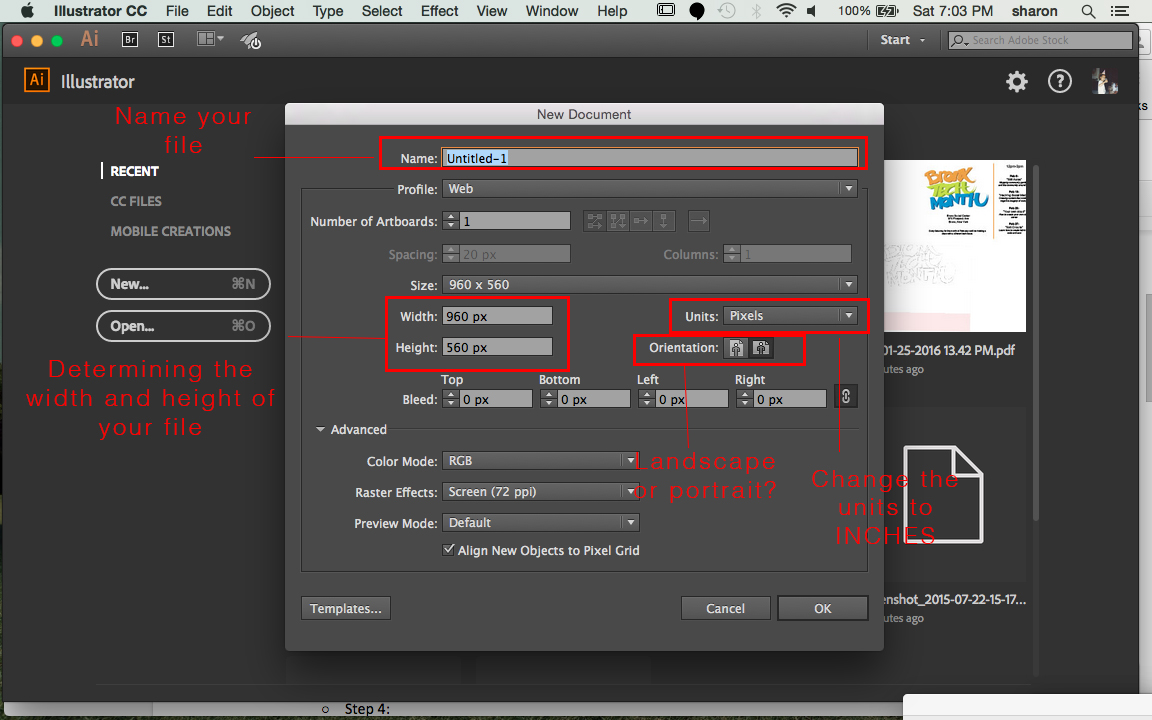 Illustrator CC File Edit Object Type Select Effect View Window Help 100% Sat 7:03 PM sharon
Ai Br St Start Search Adobe Stock
Ai Illustrator
ks
Name your
file
New Document
Name: Untitled-1
RECENT
Profile: Web
CC FILES
Number of Artboards: 1
MOBILE CREATIONS
Spacing: 20 px Columns: 1
New... ⌘N
Size: 960 x 560
Open... ⌘O
Width: 960 px Units: Pixels
Height: 560 px Orientation:
01-25-2016 13.42 PM.pdf
utes ago
Determining the
width and height of
your file
Top Bottom Left Right
Bleed: 0 px 0 px 0 px 0 px
Advanced
Color Mode: RGB
Landscape
or portrait?
Raster Effects: Screen (72 ppi)
Change the
units to
INCHES
Preview Mode: Default
Align New Objects to Pixel Grid
BRONX
TECH
MONTH
enshot_2015-07-22-15-17...
utes ago
Templates... Cancel OK
Step 4: